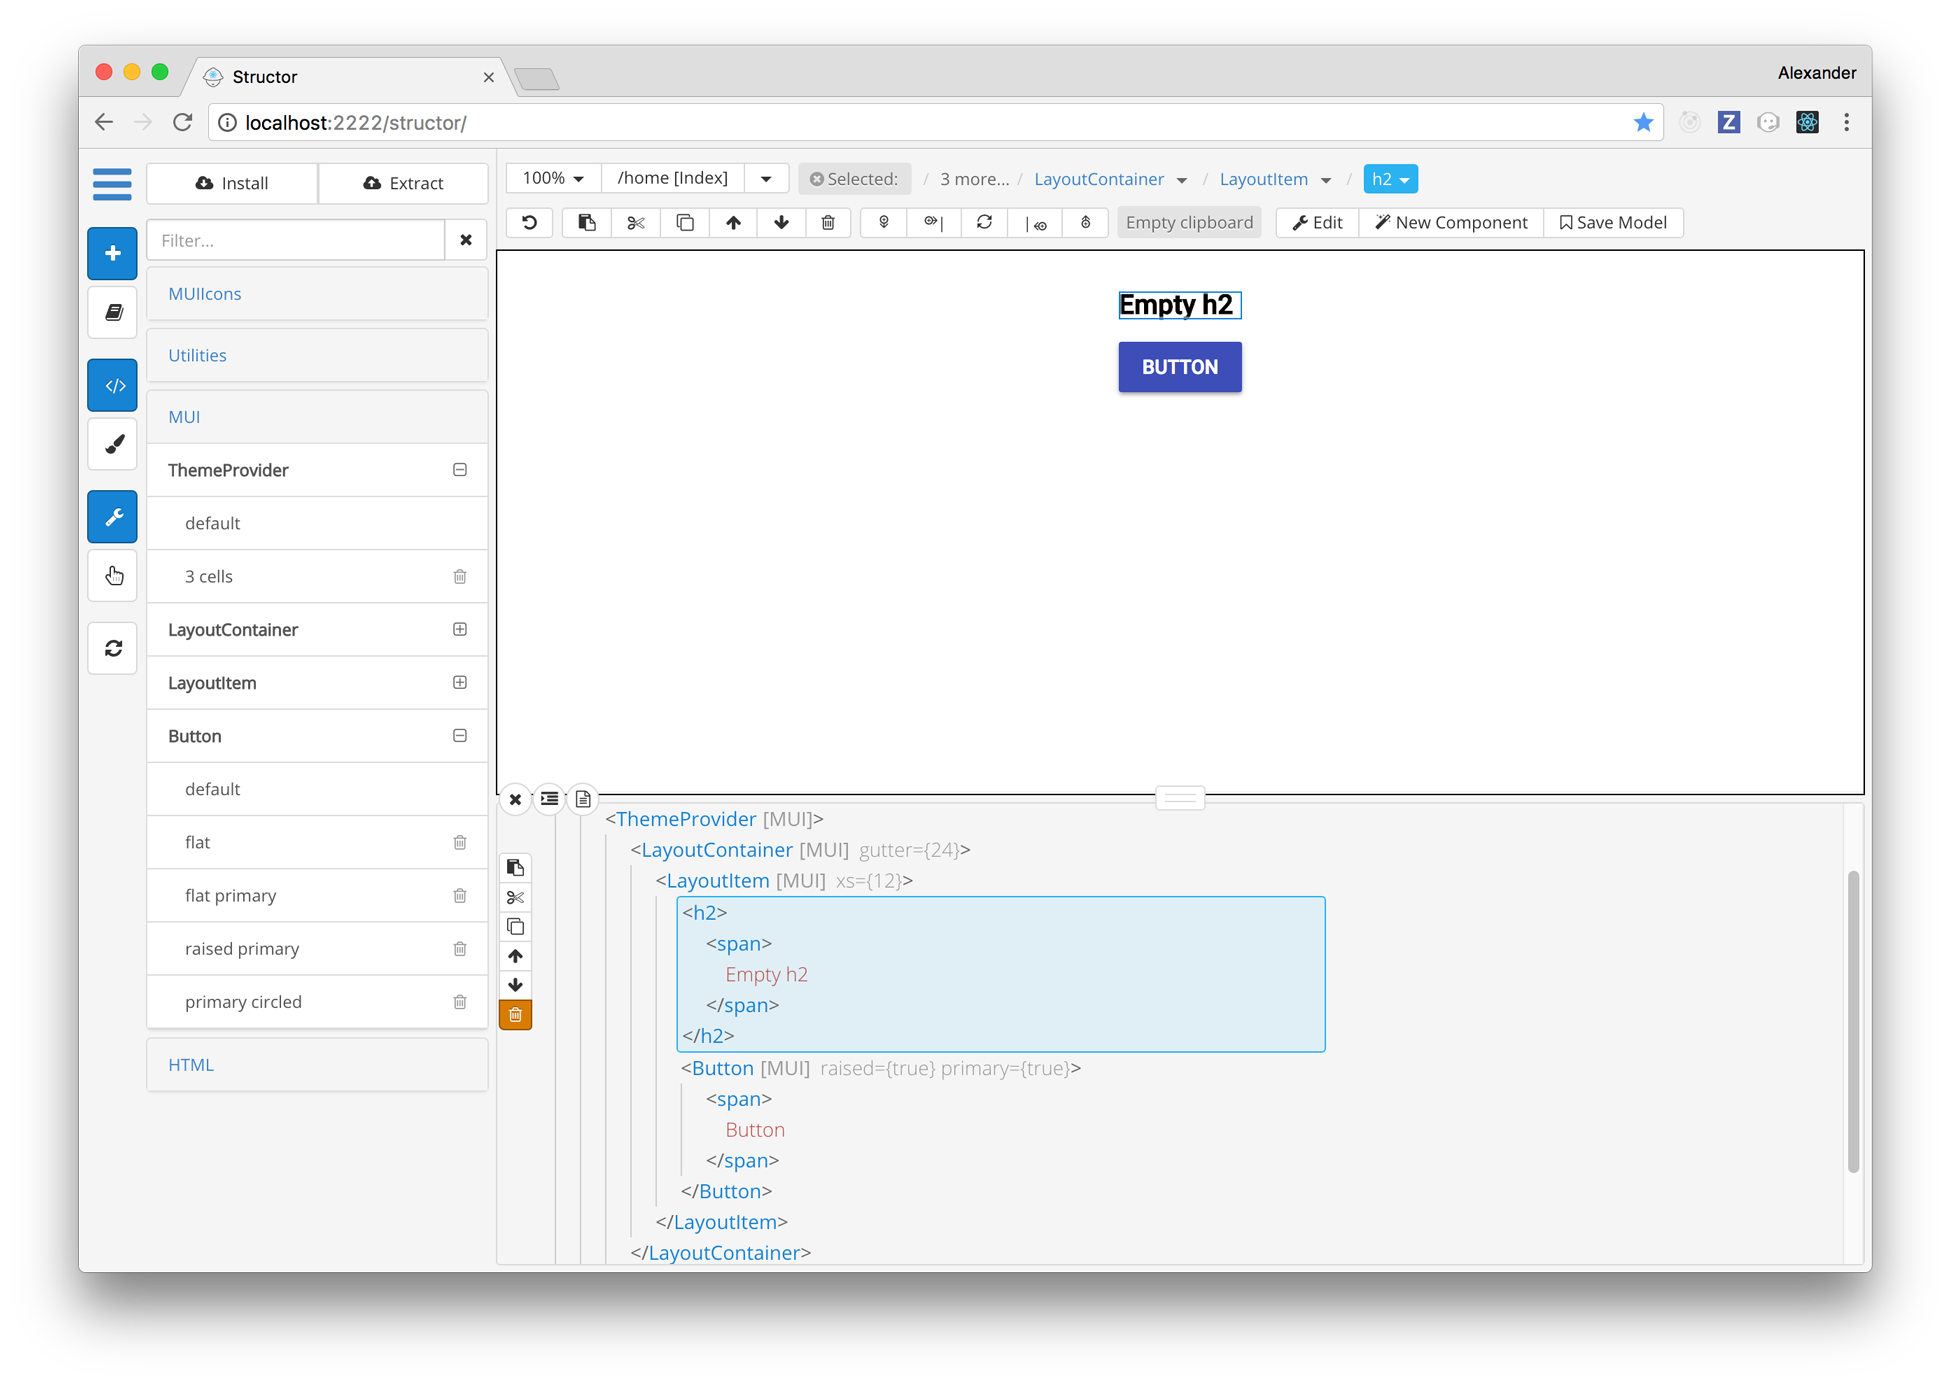 Structor
Alexander
localhost:2222/structor/
Install
Extract
100%
/home [Index]
Selected:
/ 3 more... / LayoutContainer / LayoutItem / h2
Empty clipboard
Edit
New Component
Save Model
Filter...
MUIIcons
Utilities
MUI
ThemeProvider
default
3 cells
LayoutContainer
LayoutItem
Button
default
flat
flat primary
raised primary
primary circled
HTML
Empty h2
BUTTON
<ThemeProvider [MUI]>
<LayoutContainer [MUI] gutter={24}>
<LayoutItem [MUI] xs={12}>
<h2>
<span>
Empty h2
</span>
</h2>
<Button [MUI] raised={true} primary={true}>
<span>
Button
</span>
</Button>
</LayoutItem>
</LayoutContainer>